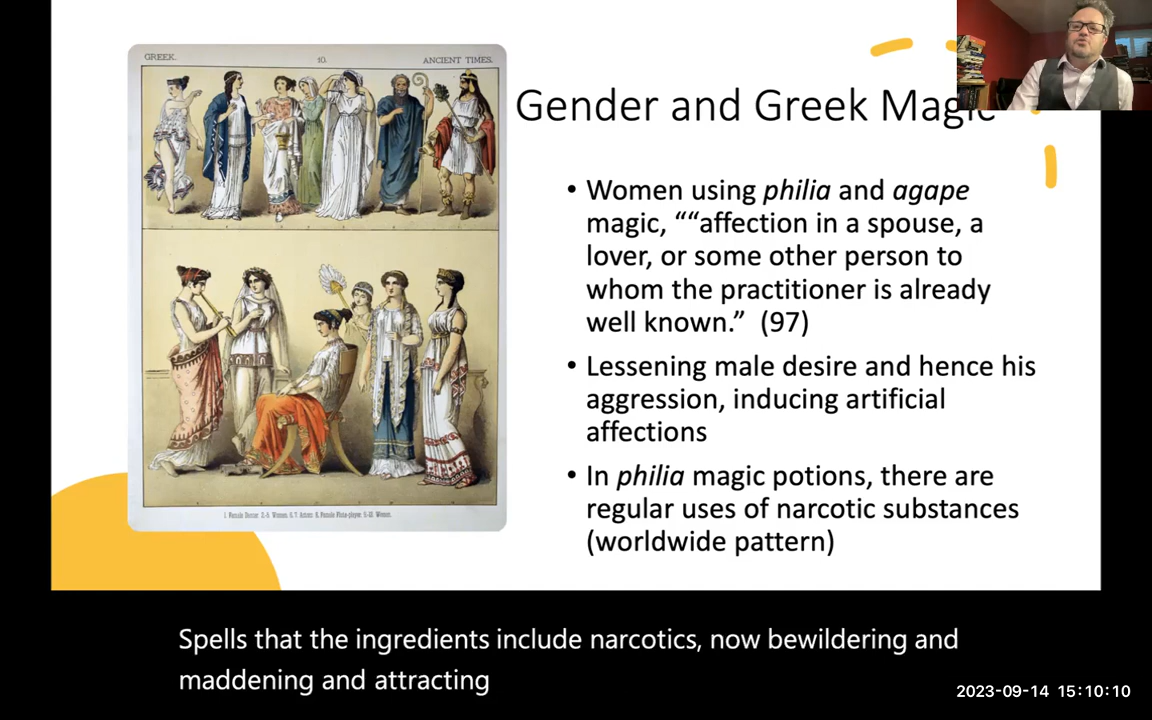 GREEK.
10.
ANCIENT TIMES.
Gender and Greek Magic
• Women using philia and agape
magic, ““affection in a spouse, a
lover, or some other person to
whom the practitioner is already
well known.” (97)
• Lessening male desire and hence his
aggression, inducing artificial
affections
• In philia magic potions, there are
regular uses of narcotic substances
(worldwide pattern)
Spells that the ingredients include narcotics, now bewildering and
maddening and attracting
2023-09-14 15:10:10